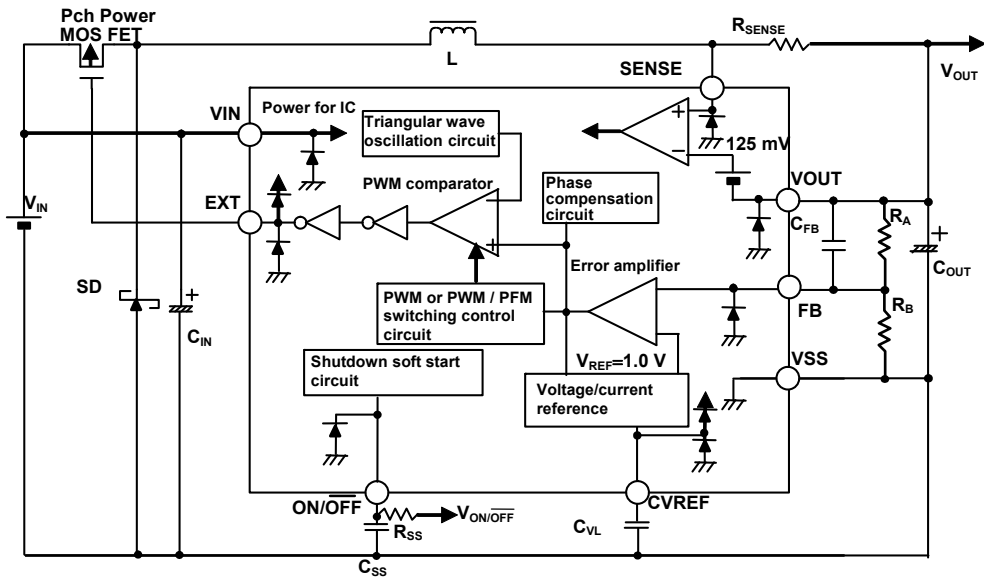 Pch Power
MOS FET
L
RSENSE
VOUT
SENSE
VIN
Power for IC
Triangular wave
oscillation circuit
+
−
125 mV
VOUT
PWM comparator
Phase
compensation
circuit
VIN
EXT
+
CFB
RA
+
COUT
Error amplifier
SD
+
CIN
PWM or PWM / PFM
switching control
circuit
FB
RB
Shutdown soft start
circuit
VREF=1.0 V
VSS
Voltage/current
reference
ON/OFF
VON/OFF
RSS
CSS
CVREF
CVL